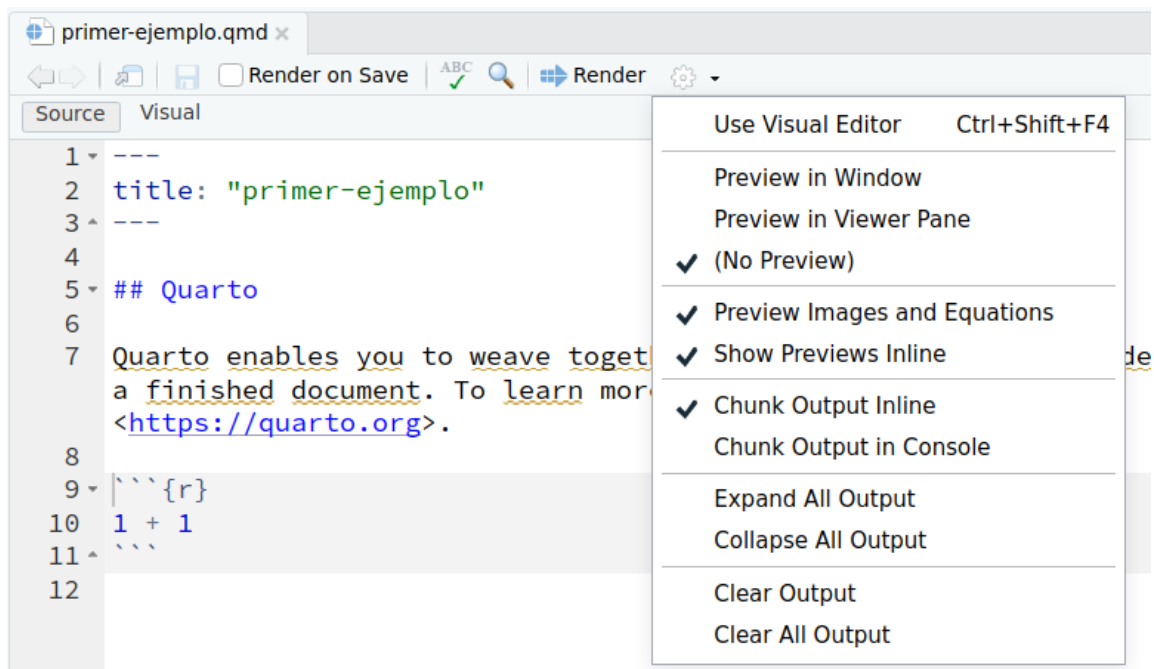 primer-ejemplo.qmd
Render on Save ABC Render
Source Visual
1 ---
2 title: "primer-ejemplo"
3 ---
4
5 ## Quarto
6
7 Quarto enables you to weave toget de
a finished document. To learn mor
<https://quarto.org>.
8
9 ```{r}
10 1 + 1
11 ```
12
Use Visual Editor Ctrl+Shift+F4
Preview in Window
Preview in Viewer Pane
(No Preview)
Preview Images and Equations
Show Previews Inline
Chunk Output Inline
Chunk Output in Console
Expand All Output
Collapse All Output
Clear Output
Clear All Output